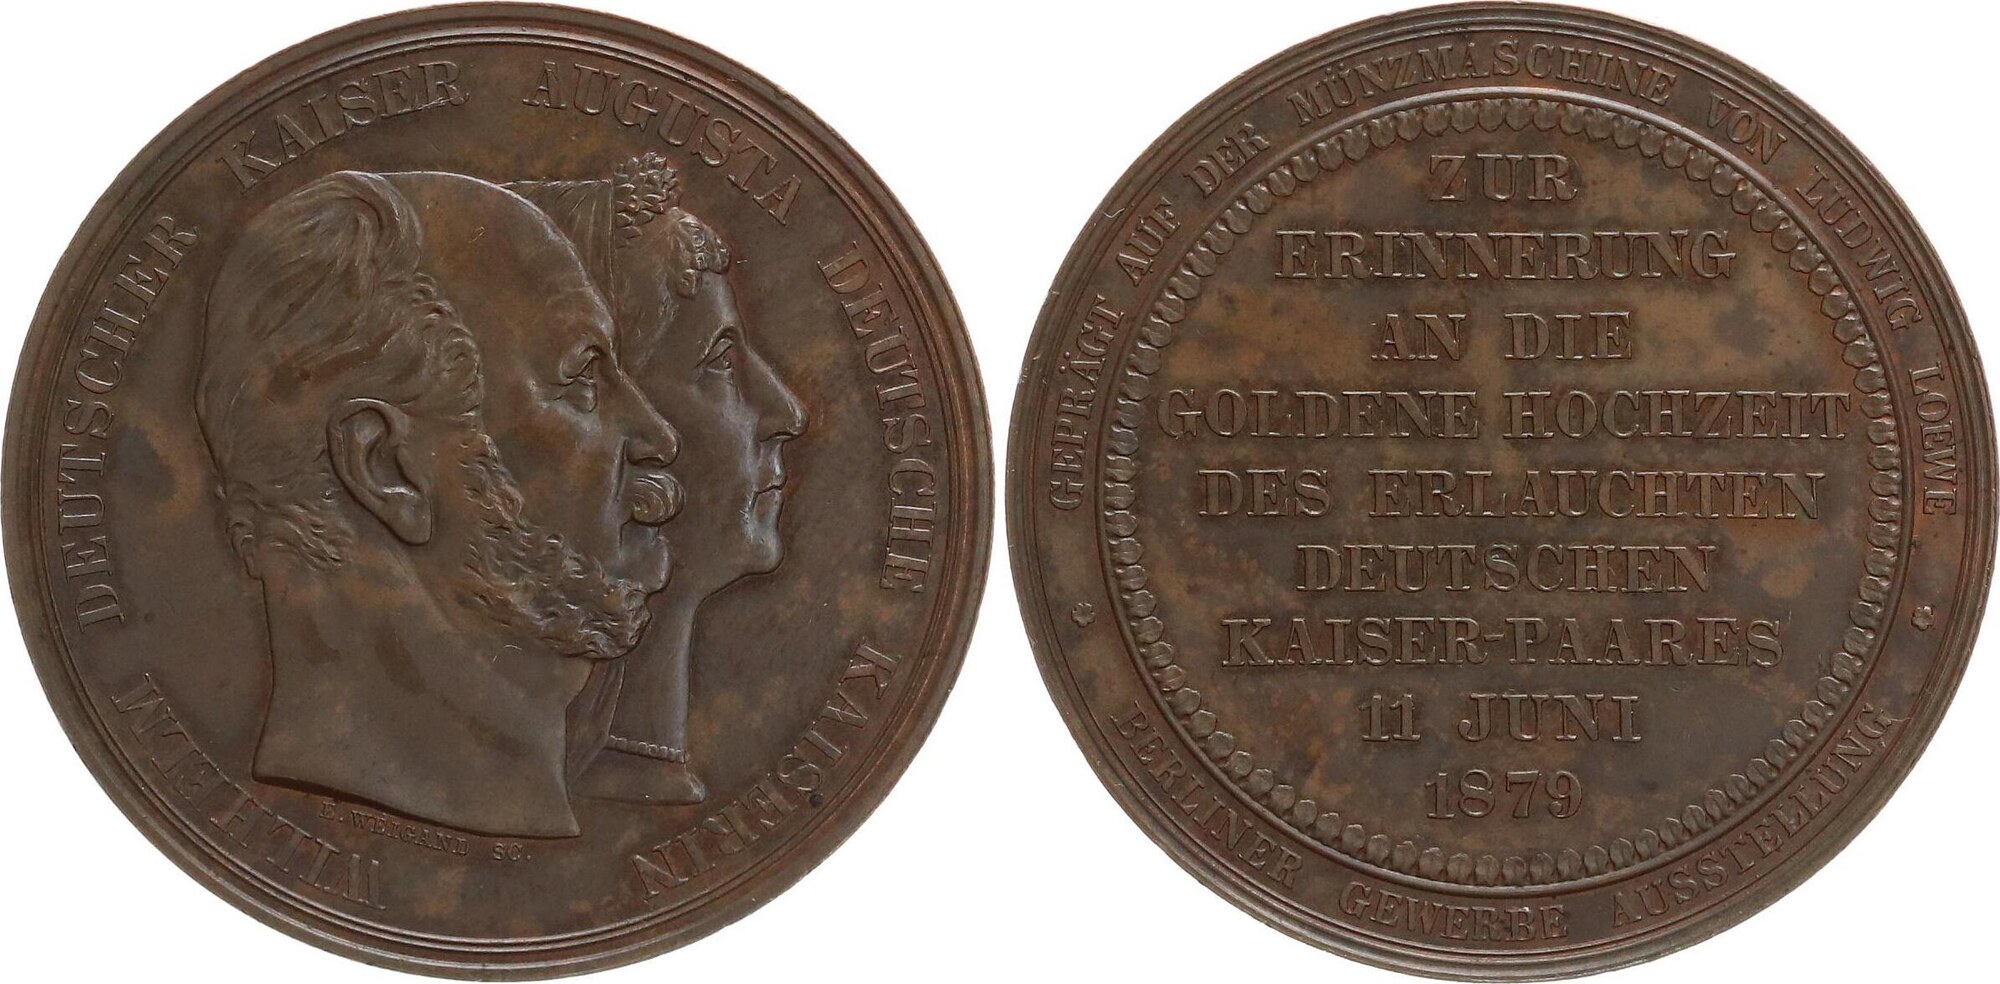 WILHELM DEUTSCHER KAISER AUGUSTA DEUTSCHE KAISERIN
E. WEIGAND SC.
GEPRÄGT AUF DER MÜNZMASCHINE VON LUDWIG LOEWE
ZUR
ERINNERUNG
AN DIE
GOLDENE HOCHZEIT
DES ERLAUCHTEN
DEUTSCHEN
KAISER-PAARES
11 JUNI
1879
BERLINER GEWERBE AUSSTELLUNG